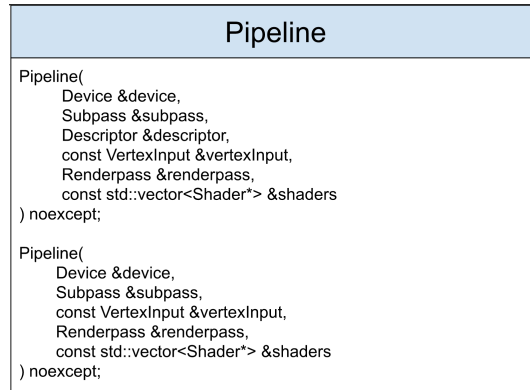 Pipeline
Pipeline(
Device &device,
Subpass &subpass,
Descriptor &descriptor,
const VertexInput &vertexInput,
Renderpass &renderpass,
const std::vector<Shader*> &shaders
) noexcept;
Pipeline(
Device &device,
Subpass &subpass,
const VertexInput &vertexInput,
Renderpass &renderpass,
const std::vector<Shader*> &shaders
) noexcept;